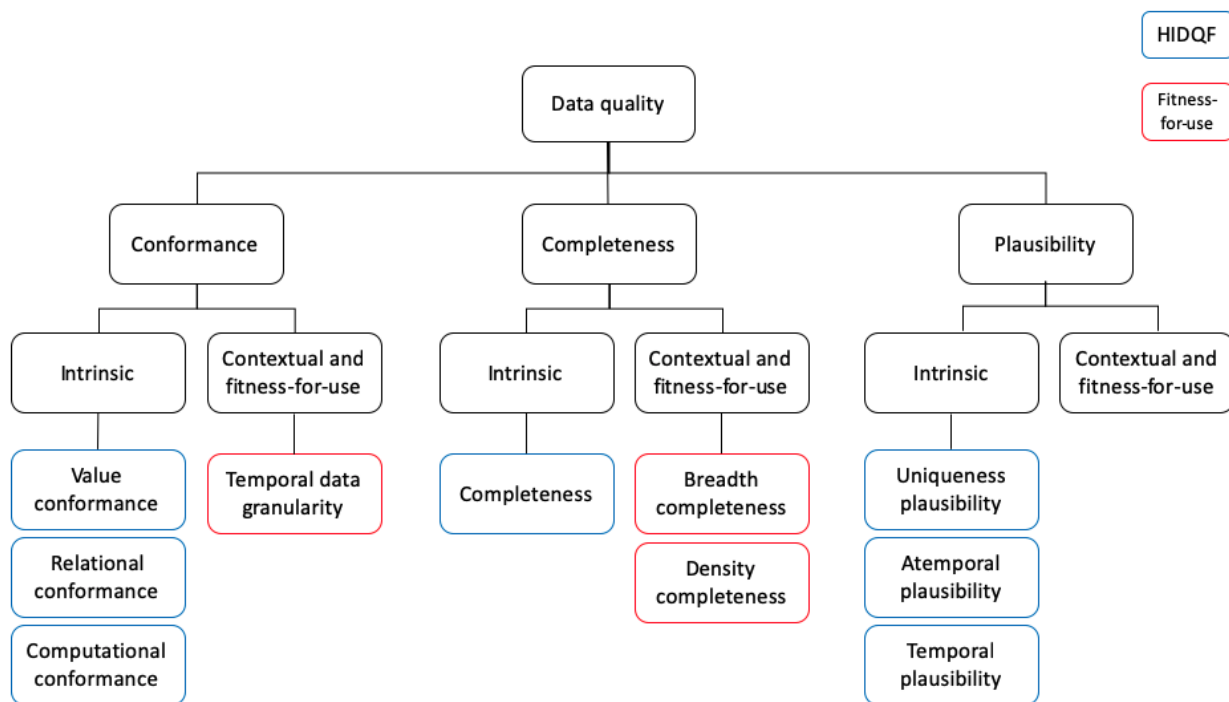 HIDQF
Fitness-
for-use
Data quality
Conformance
Completeness
Plausibility
Intrinsic
Contextual and
fitness-for-use
Intrinsic
Contextual and
fitness-for-use
Intrinsic
Contextual and
fitness-for-use
Value
conformance
Temporal data
granularity
Completeness
Breadth
completeness
Uniqueness
plausibility
Relational
conformance
Density
completeness
Atemporal
plausibility
Computational
conformance
Temporal
plausibility